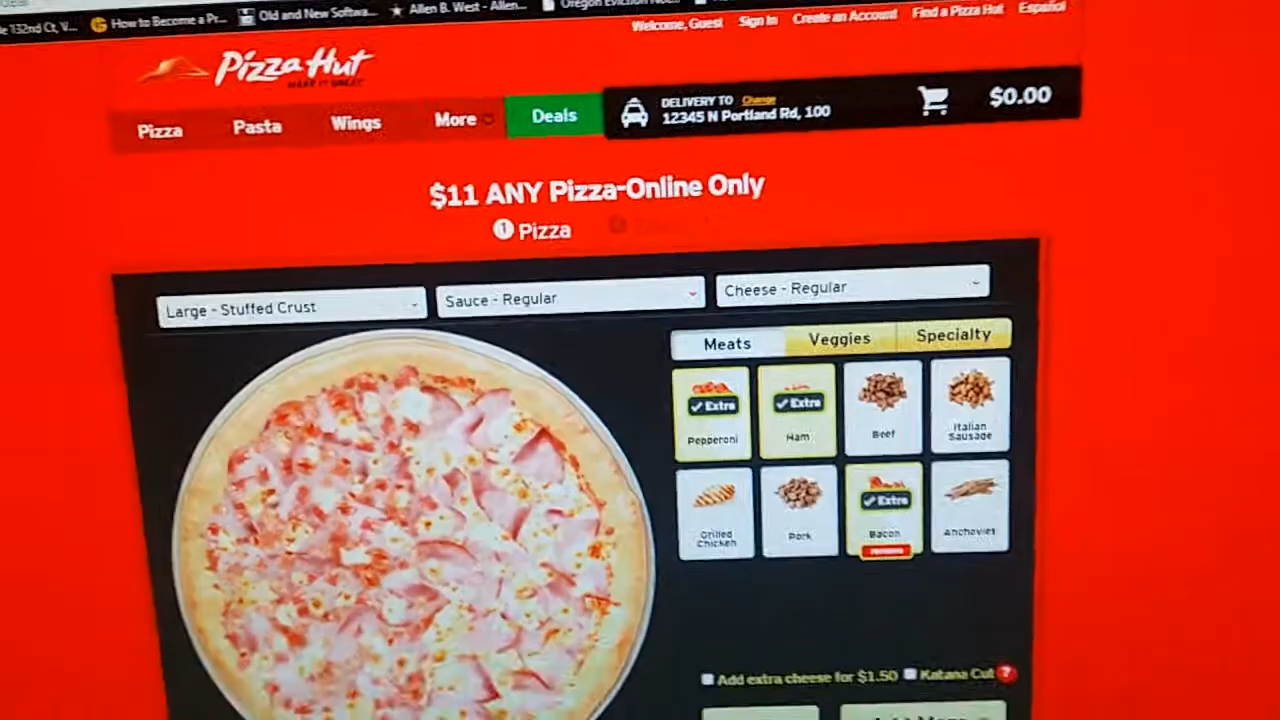 How to Become a Pr...
Old and New Softwa...
Allen B. West - Allen...
Welcome, Guest Sign In Create an Account Find a Pizza Hut Español
Pizza Hut
MAKE IT GREAT
Pizza Pasta Wings More Deals
DELIVERY TO Change
12345 N Portland Rd, 100
$0.00
$11 ANY Pizza-Online Only
1 Pizza
Large - Stuffed Crust
Sauce - Regular
Cheese - Regular
Meats Veggies Specialty
Extra
Pepperoni
Extra
Ham
Beef
Italian
Sausage
Grilled
Chicken
Pork
Extra
Bacon
Anchovies
Add extra cheese for $1.50 Katana Cut ?